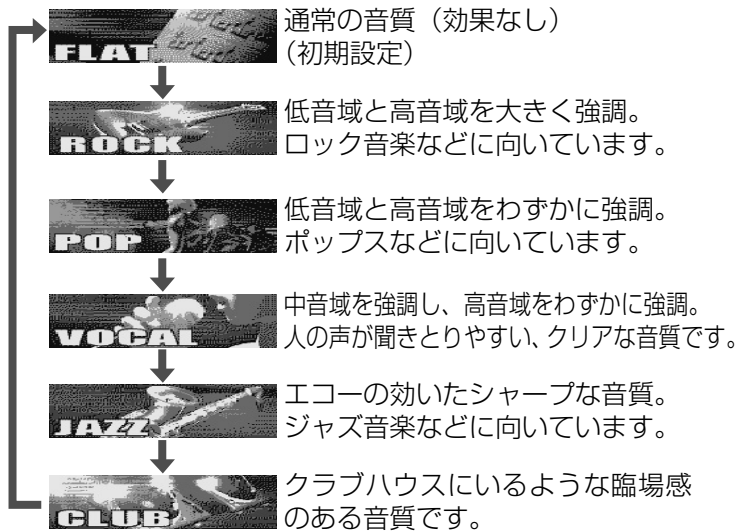 FLAT
通常の音質（効果なし）
（初期設定）
ROCK
低音域と高音域を大きく強調。
ロック音楽などに向いています。
POP
低音域と高音域をわずかに強調。
ポップスなどに向いています。
VOCAL
中音域を強調し、高音域をわずかに強調。
人の声が聞きとりやすい、クリアな音質です。
JAZZ
エコーの効いたシャープな音質。
ジャズ音楽などに向いています。
CLUB
クラブハウスにいるような臨場感
のある音質です。